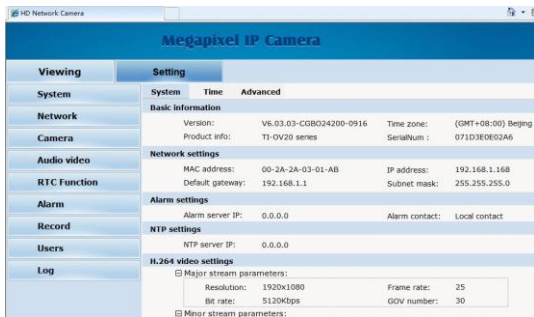 HD Network Camera
Megapixel IP Camera
Viewing Setting
System
Network
Camera
Audio video
RTC Function
Alarm
Record
Users
Log
System Time Advanced
Basic information
Version: V6.03.03-CGBO24200-0916 Time zone: (GMT+08:00) Beijing
Product info: TI-OV20 series SerialNum : 071D3E0E02A6
Network settings
MAC address: 00-2A-2A-03-01-AB IP address: 192.168.1.168
Default gateway: 192.168.1.1 Subnet mask: 255.255.255.0
Alarm settings
Alarm server IP: 0.0.0.0 Alarm contact: Local contact
NTP settings
NTP server IP: 0.0.0.0
H.264 video settings
Major stream parameters:
Resolution: 1920x1080 Frame rate: 25
Bit rate: 5120Kbps GOV number: 30
Minor stream parameters: